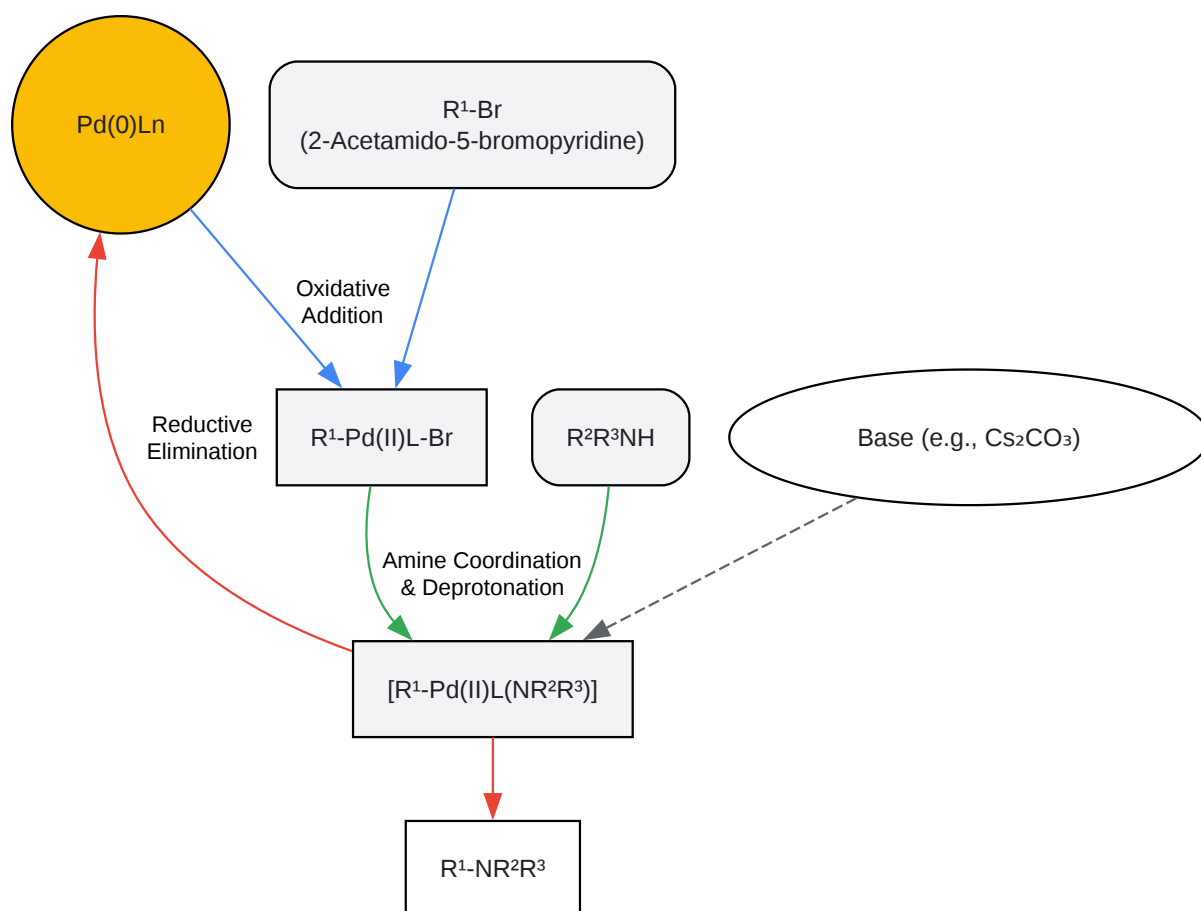 Pd(0)Ln
R¹-Br
(2-Acetamido-5-bromopyridine)
Oxidative
Addition
Reductive
Elimination
R¹-Pd(II)L-Br
R²R³NH
Base (e.g., Cs₂CO₃)
Amine Coordination
& Deprotonation
[R¹-Pd(II)L(NR²R³)]
R¹-NR²R³